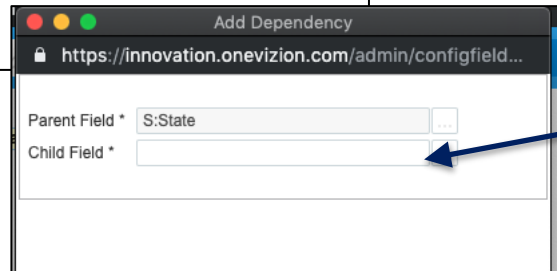 Add Dependency
https://innovation.onevizion.com/admin/configfield...
Parent Field * S:State ...
Child Field *